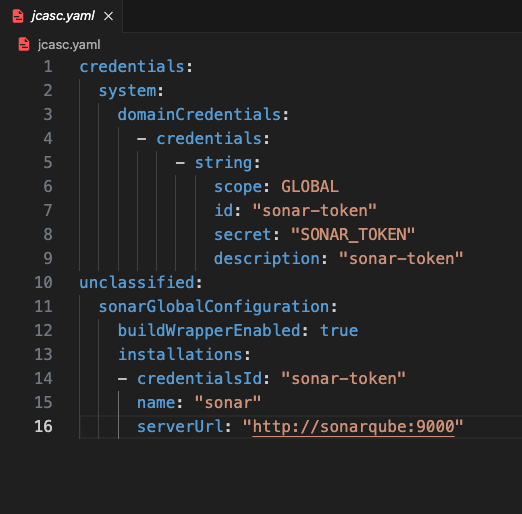 jcasc.yaml ×
jcasc.yaml
1 credentials:
2   system:
3     domainCredentials:
4       - credentials:
5           - string:
6               scope: GLOBAL
7               id: "sonar-token"
8               secret: "SONAR_TOKEN"
9               description: "sonar-token"
10 unclassified:
11   sonarGlobalConfiguration:
12     buildWrapperEnabled: true
13     installations:
14     - credentialsId: "sonar-token"
15       name: "sonar"
16       serverUrl: "http://sonarqube:9000"